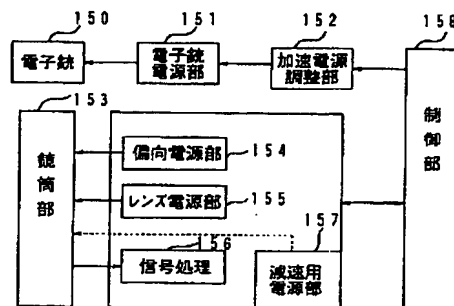 150
151
152
158
電子銃
電子銃
電源部
加速電源
調整部
153
制御部
鏡筒部
偏向電源部
154
レンズ電源部
155
157
156
信号処理
減速用
電源部